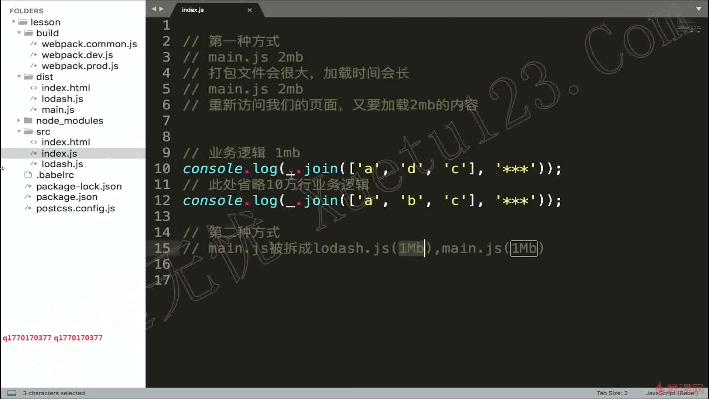 index.js
FOLDERS
lesson
build
webpack.common.js
webpack.dev.js
webpack.prod.js
dist
index.html
lodash.js
main.js
node_modules
src
index.html
index.js
lodash.js
.babelrc
package-lock.json
package.json
postcss.config.js
1
2 // 第一种方式
3 // main.js 2mb
4 // 打包文件会很大，加载时间会长
5 // main.js 2mb
6 // 重新访问我们的页面，又要加载2mb的内容
7
8
9 // 业务逻辑 1mb
10 console.log(_.join(['a', 'd', 'c'], '***'));
11 // 此处省略10万行业务逻辑
12 console.log(_.join(['a', 'b', 'c'], '***'));
13
14 // 第二种方式
15 // main.js被拆成lodash.js(1Mb),main.js(1Mb)
16
17
q1770170377 q1770170377
Xuetu123.Com
3 characters selected
Tab Size: 2
JavaScript (Babel)